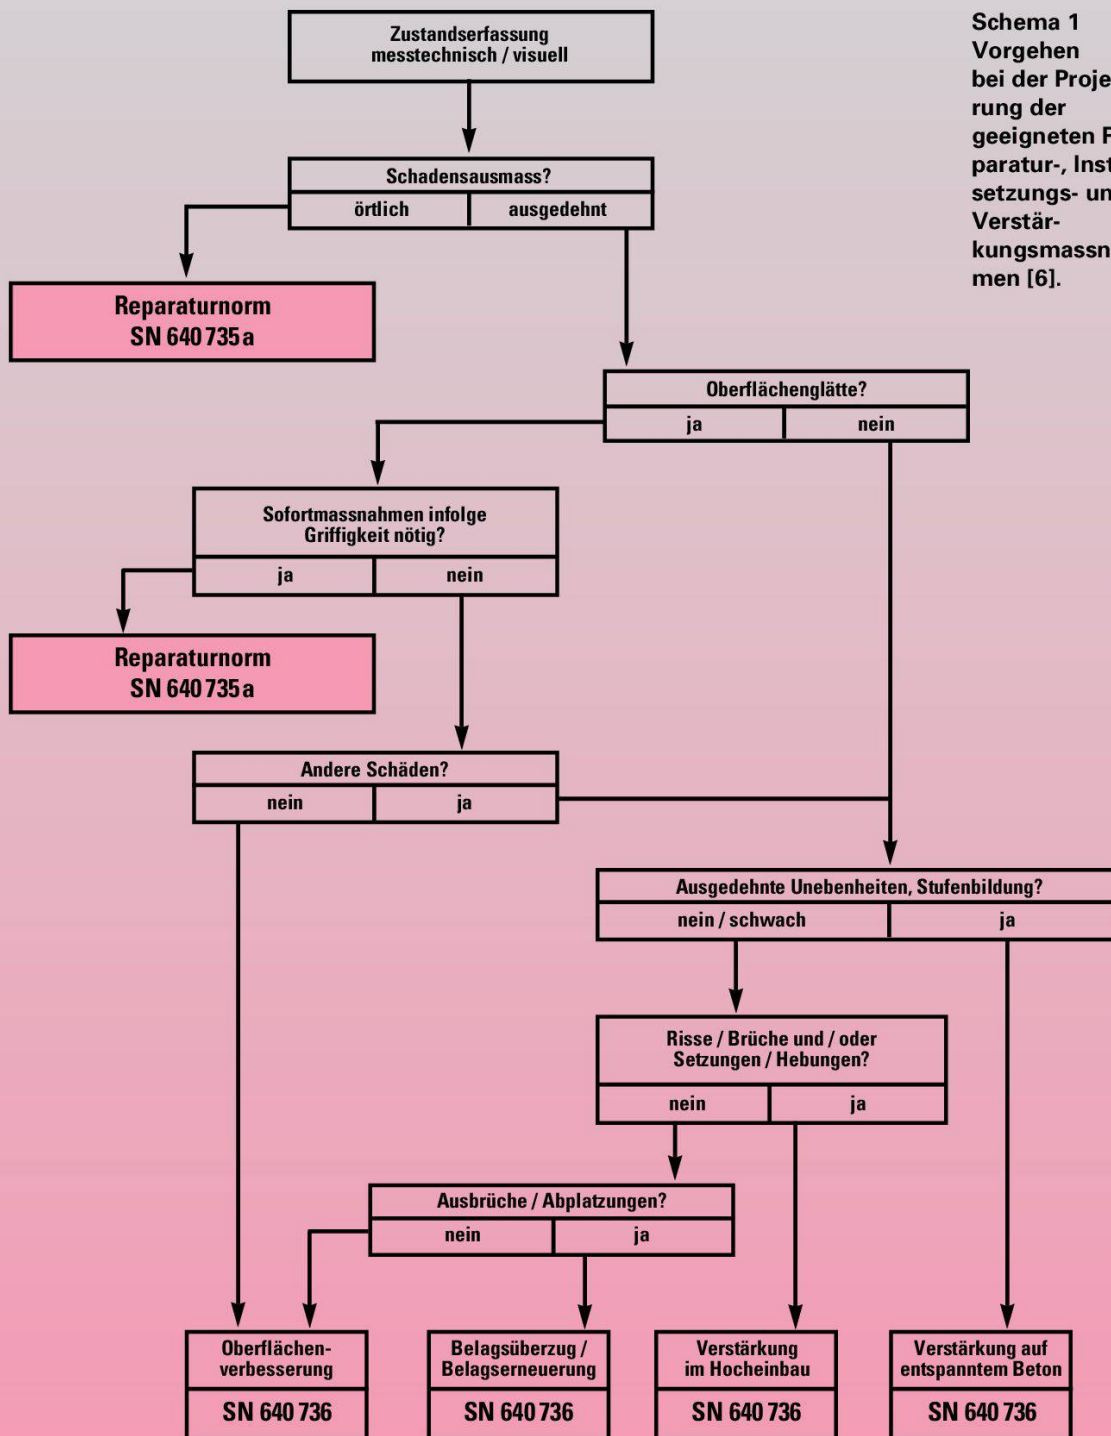 Schema 1
Vorgehen
bei der Proje
rung der
geeigneten
paratur-, Inst
setzungs- un
Verstär-
kungsmassn
men [6].
Zustandserfassung
messtechnisch / visuell
Schadensausmass?
örtlich ausgedehnt
Reparaturnorm
SN 640 735 a
Oberflächenglätte?
ja nein
Sofortmassnahmen infolge
Griffigkeit nötig?
ja nein
Reparaturnorm
SN 640 735 a
Andere Schäden?
nein ja
Ausgedehnte Unebenheiten, Stufenbildung?
nein / schwach ja
Risse / Brüche und / oder
Setzungen / Hebungen?
nein ja
Ausbrüche / Abplatzungen?
nein ja
Oberflächen-
verbesserung
SN 640 736
Belagsüberzug /
Belagserneuerung
SN 640 736
Verstärkung
im Hocheinbau
SN 640 736
Verstärkung auf
entspanntem Beton
SN 640 736